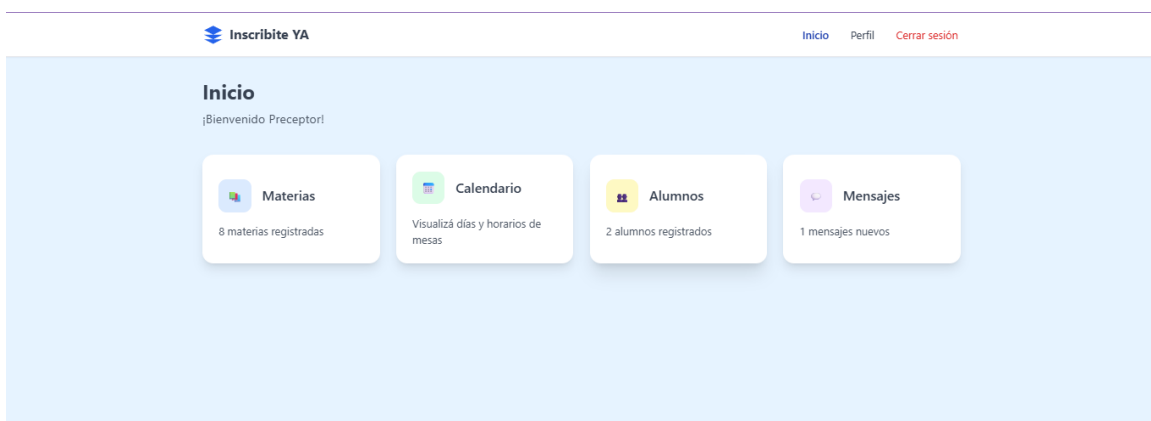 Inscribite YA
Inicio Perfil Cerrar sesión
Inicio
¡Bienvenido Preceptor!
Materias
8 materias registradas
Calendario
Visualizá días y horarios de
mesas
Alumnos
2 alumnos registrados
Mensajes
1 mensajes nuevos